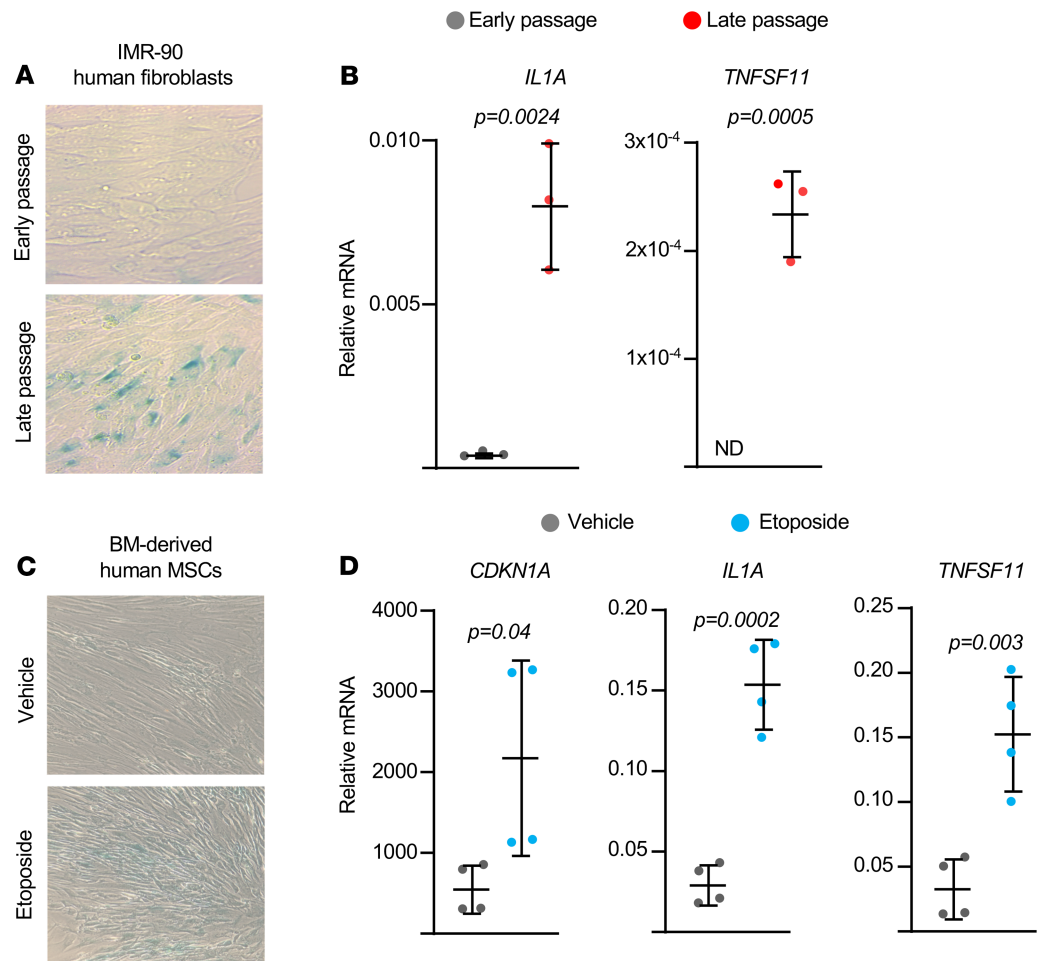 Early passage
Late passage
A
IMR-90
human fibroblasts
Early passage
Late passage
B
IL1A
p=0.0024
Relative mRNA
0.010
0.005
TNFSF11
p=0.0005
3x10-4
2x10-4
1x10-4
ND
Vehicle
Etoposide
C
BM-derived
human MSCs
Vehicle
Etoposide
D
CDKN1A
p=0.04
Relative mRNA
4000
3000
2000
1000
IL1A
p=0.0002
0.20
0.15
0.10
0.05
TNFSF11
p=0.003
0.25
0.20
0.15
0.10
0.05